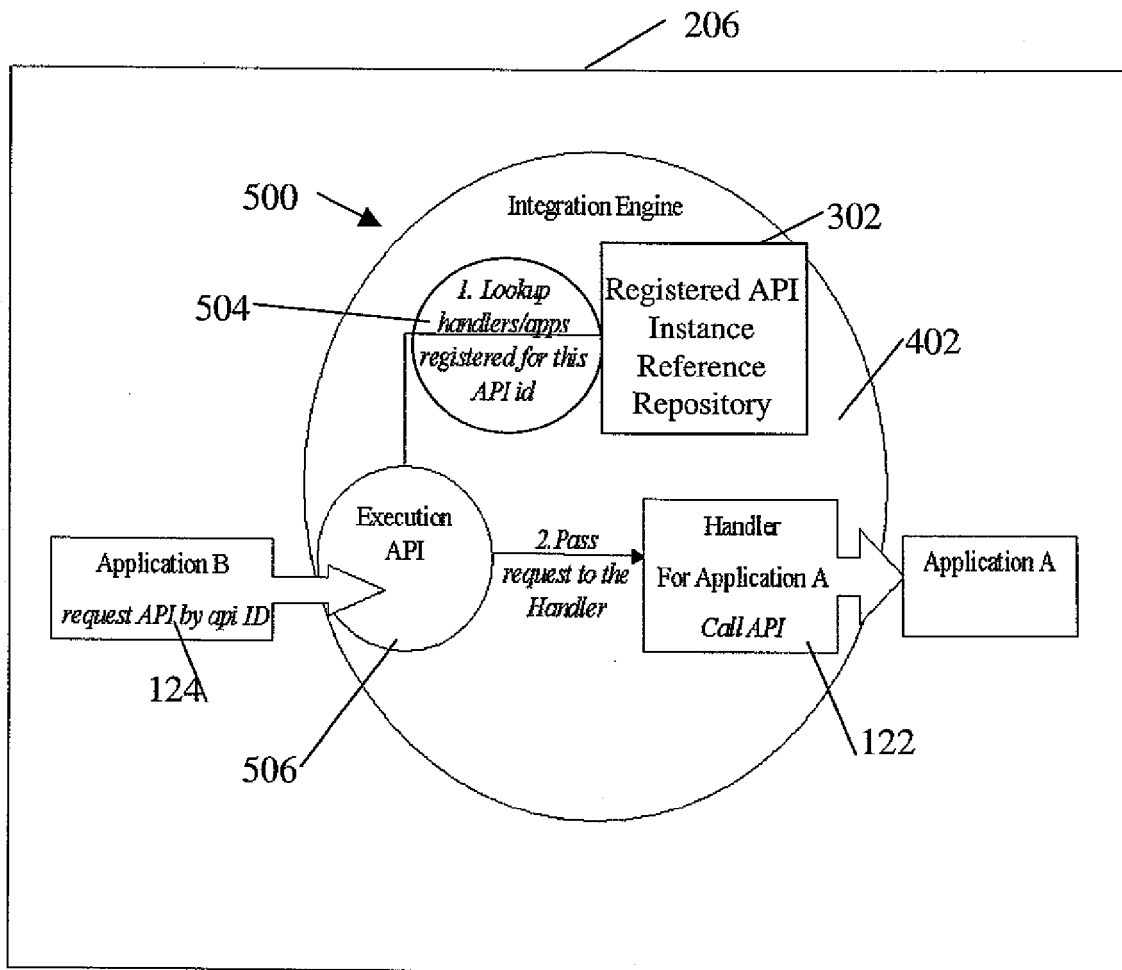 206
500
Integration Engine
302
504
1. Lookup
handlers/apps
registered for this
API id
Registered API
Instance
Reference
Repository
402
Execution
API
Application B
request API by api ID
2. Pass
request to the
Handler
Handler
For Application A
Call API
Application A
124
506
122